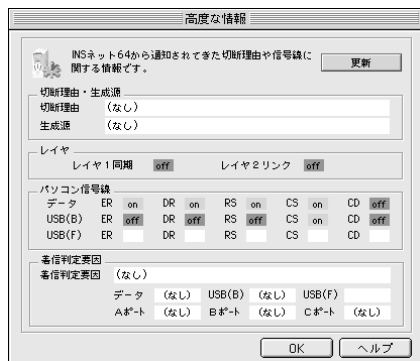 高度な情報
INSネット64から通知されてきた切断理由や信号線に
関する情報です。
更新
切断理由・生成源
切断理由 (なし)
生成源 (なし)
レイヤ
レイヤ1同期 off レイヤ2リンク off
パソコン信号線
データ ER on DR on RS on CS on CD off
USB(B) ER off DR off RS off CS on CD off
USB(F) ER DR RS CS CD
着信判定要因
着信判定要因 (なし)
データ (なし) USB(B) (なし) USB(F)
Aポート (なし) Bポート (なし) Cポート (なし)
OK ヘルプ